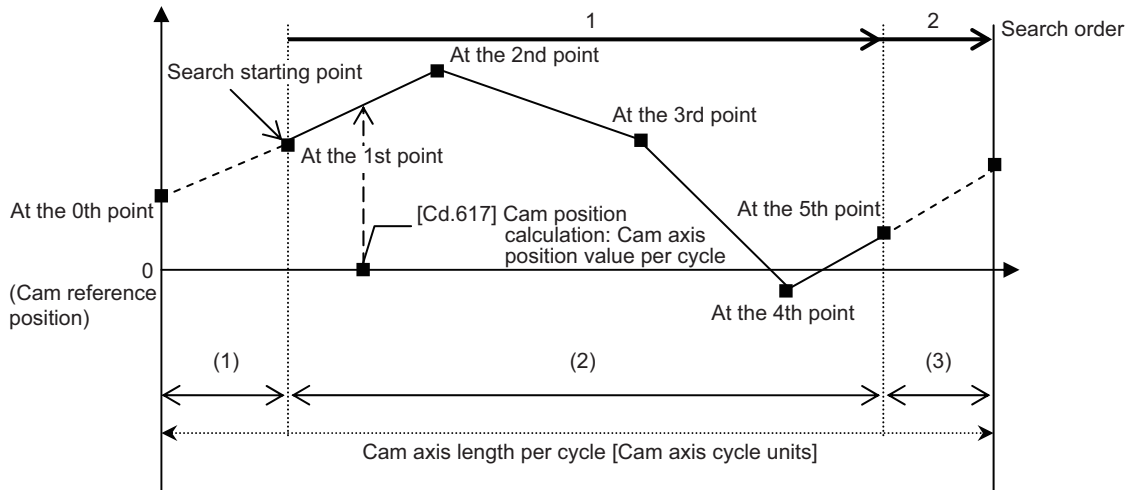 1
2
Search order
At the 2nd point
Search starting point
At the 3rd point
At the 1st point
At the 0th point
[Cd.617] Cam position
calculation: Cam axis
position value per cycle
At the 5th point
0
(Cam reference
position)
At the 4th point
(1)
(2)
(3)
Cam axis length per cycle [Cam axis cycle units]